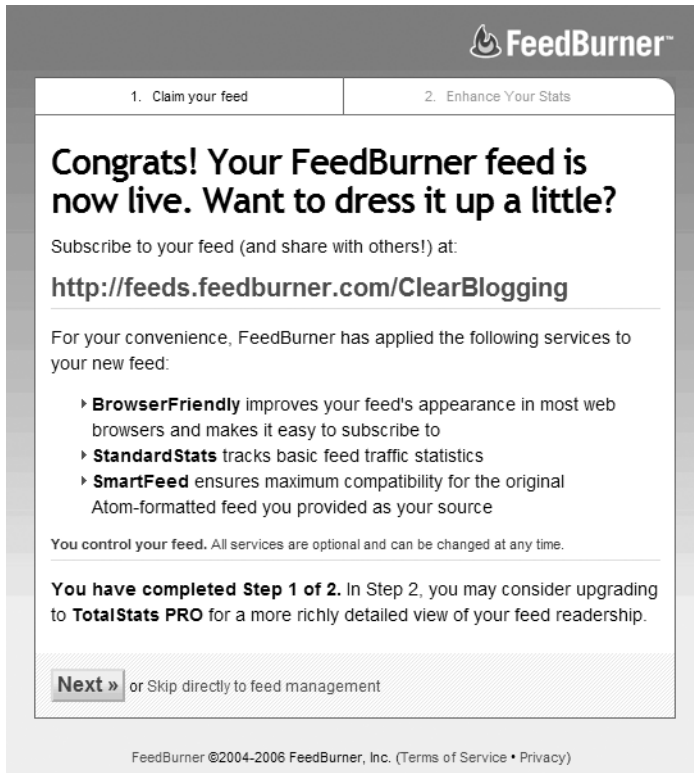 FeedBurner™
1. Claim your feed
2. Enhance Your Stats
Congrats! Your FeedBurner feed is
now live. Want to dress it up a little?
Subscribe to your feed (and share with others!) at:
http://feeds.feedburner.com/ClearBlogging
For your convenience, FeedBurner has applied the following services to
your new feed:
BrowserFriendly improves your feed's appearance in most web
browsers and makes it easy to subscribe to
StandardStats tracks basic feed traffic statistics
SmartFeed ensures maximum compatibility for the original
Atom-formatted feed you provided as your source
You control your feed. All services are optional and can be changed at any time.
You have completed Step 1 of 2. In Step 2, you may consider upgrading
to TotalStats PRO for a more richly detailed view of your feed readership.
Next » or Skip directly to feed management
FeedBurner ©2004-2006 FeedBurner, Inc. (Terms of Service • Privacy)